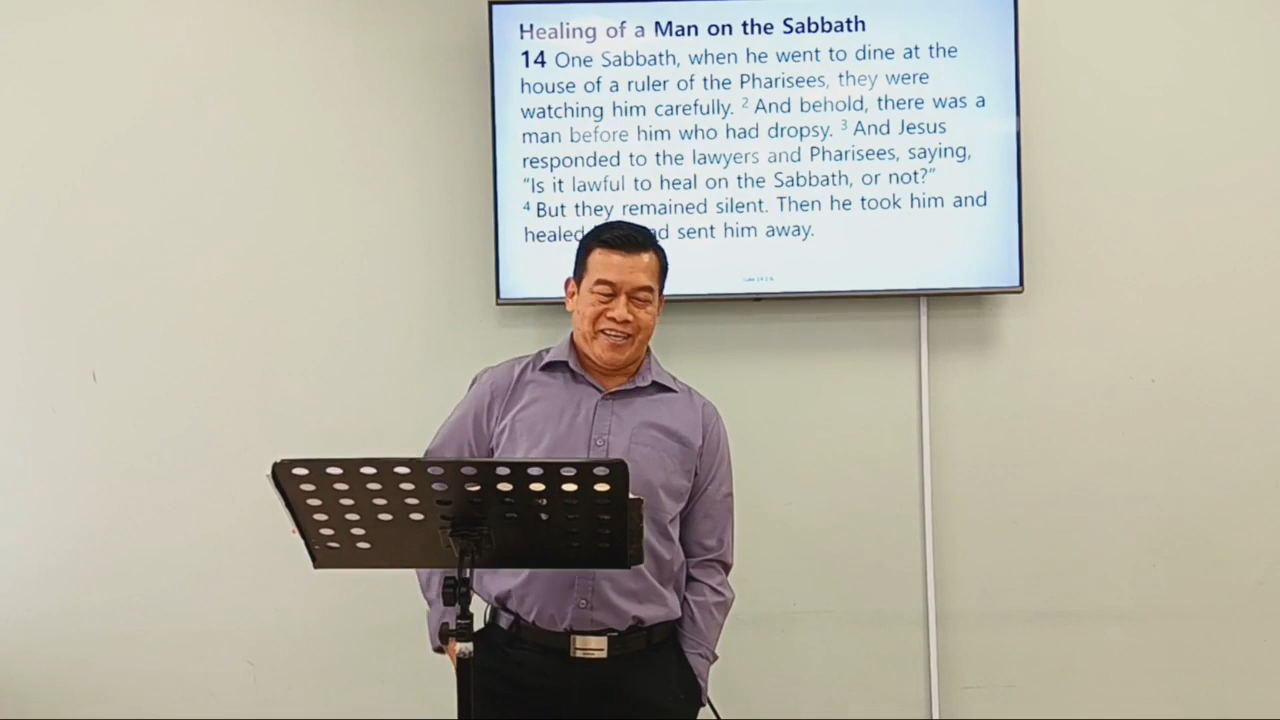 Healing of a Man on the Sabbath
14 One Sabbath, when he went to dine at the
house of a ruler of the Pharisees, they were
watching him carefully. 2 And behold, there was a
man before him who had dropsy. 3 And Jesus
responded to the lawyers and Pharisees, saying,
“Is it lawful to heal on the Sabbath, or not?”
4 But they remained silent. Then he took him and
healed sent him away.